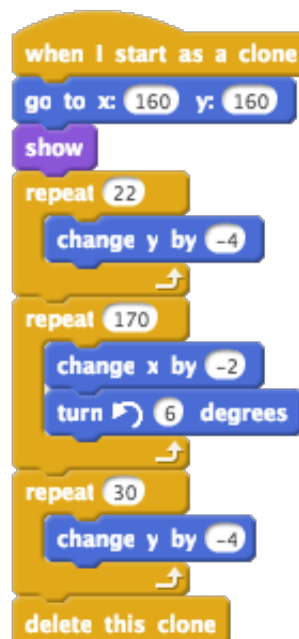 when I start as a clone
go to x: 160 y: 160
show
repeat 22
change y by -4
repeat 170
change x by -2
turn 6 degrees
repeat 30
change y by -4
delete this clone